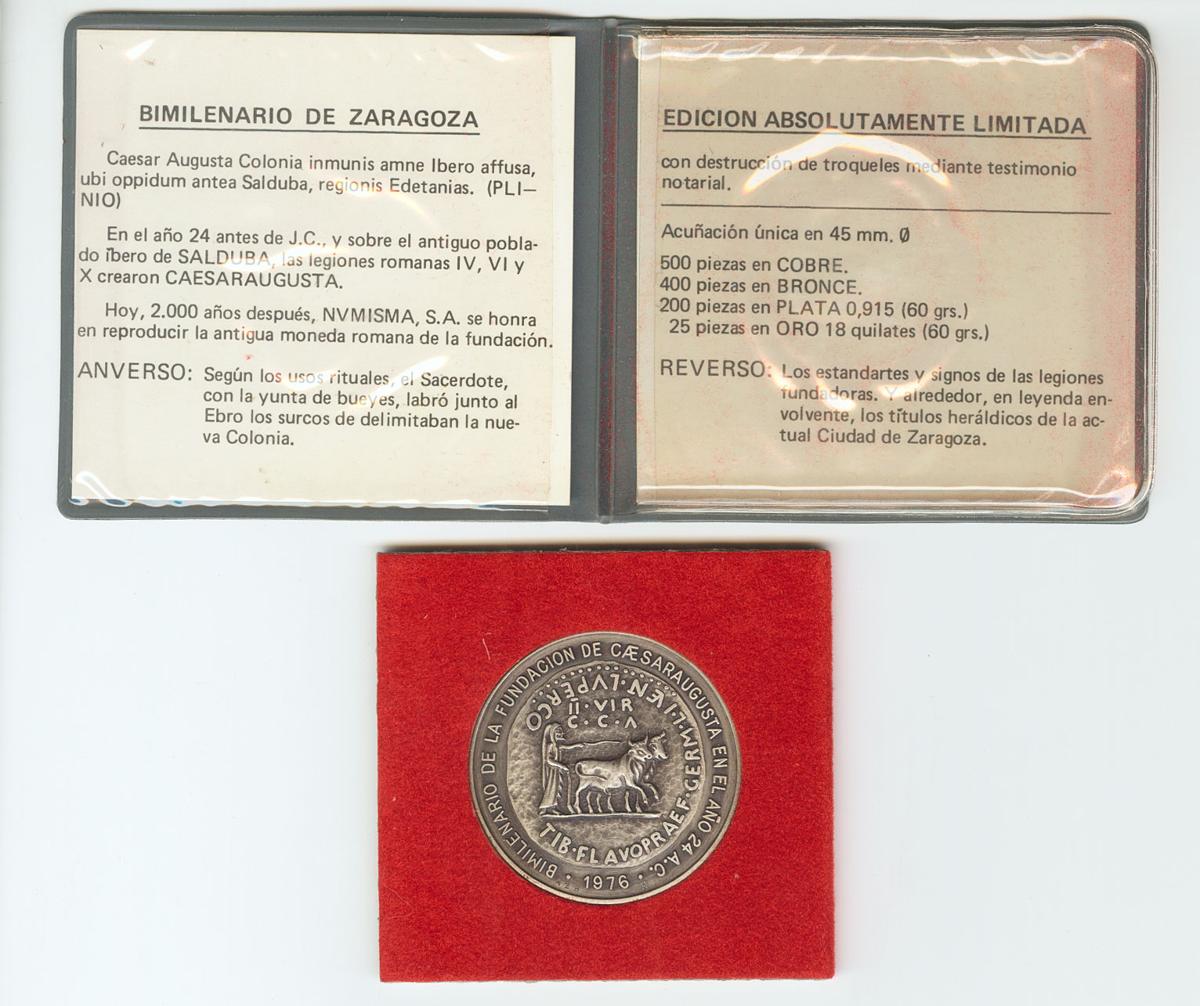 BIMILENARIO DE ZARAGOZA
Caesar Augusta Colonia inmunis amne Ibero affusa,
ubi oppidum antea Salduba, regionis Edetanias. (PLI—
NIO)
En el año 24 antes de J.C., y sobre el antiguo pobla-
do íbero de SALDUBA, las legiones romanas IV, VI y
X crearon CAESARAUGUSTA.
Hoy, 2.000 años después, NVMISMA, S.A. se honra
en reproducir la antigua moneda romana de la fundación.
ANVERSO: Según los usos rituales, el Sacerdote,
con la yunta de bueyes, labró junto al
Ebro los surcos de delimitaban la nue-
va Colonia.
EDICION ABSOLUTAMENTE LIMITADA
con destrucción de troqueles mediante testimonio
notarial.
Acuñación única en 45 mm. Ø
500 piezas en COBRE.
400 piezas en BRONCE.
200 piezas en PLATA 0,915 (60 grs.)
25 piezas en ORO 18 quilates (60 grs.)
REVERSO: Los estandartes y signos de las legiones
fundadoras. Y alrededor, en leyenda en-
volvente, los títulos heráldicos de la ac-
tual Ciudad de Zaragoza.
BIMILENARIO DE LA FUNDACION DE CÆSARAUGUSTA EN EL AÑO 24 A.C.
· 1976 ·
TIB·FLAVOPRAEF·GERM·L·IVEN·LVPERCO
II·VIR
C·C·A